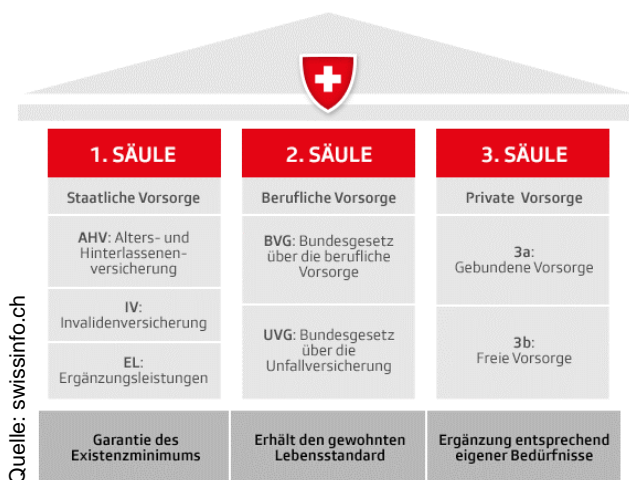 1. SÄULE
Staatliche Vorsorge
AHV: Alters- und
Hinterlassenen-
versicherung
IV:
Invalidenversicherung
EL:
Ergänzungsleistungen
Garantie des
Existenzminimums
2. SÄULE
Berufliche Vorsorge
BVG: Bundesgesetz
über die berufliche
Vorsorge
UVG: Bundesgesetz
über die
Unfallversicherung
Erhält den gewohnten
Lebensstandard
3. SÄULE
Private Vorsorge
3a:
Gebundene Vorsorge
3b:
Freie Vorsorge
Ergänzung entsprechend
eigener Bedürfnisse
Quelle: swissinfo.ch